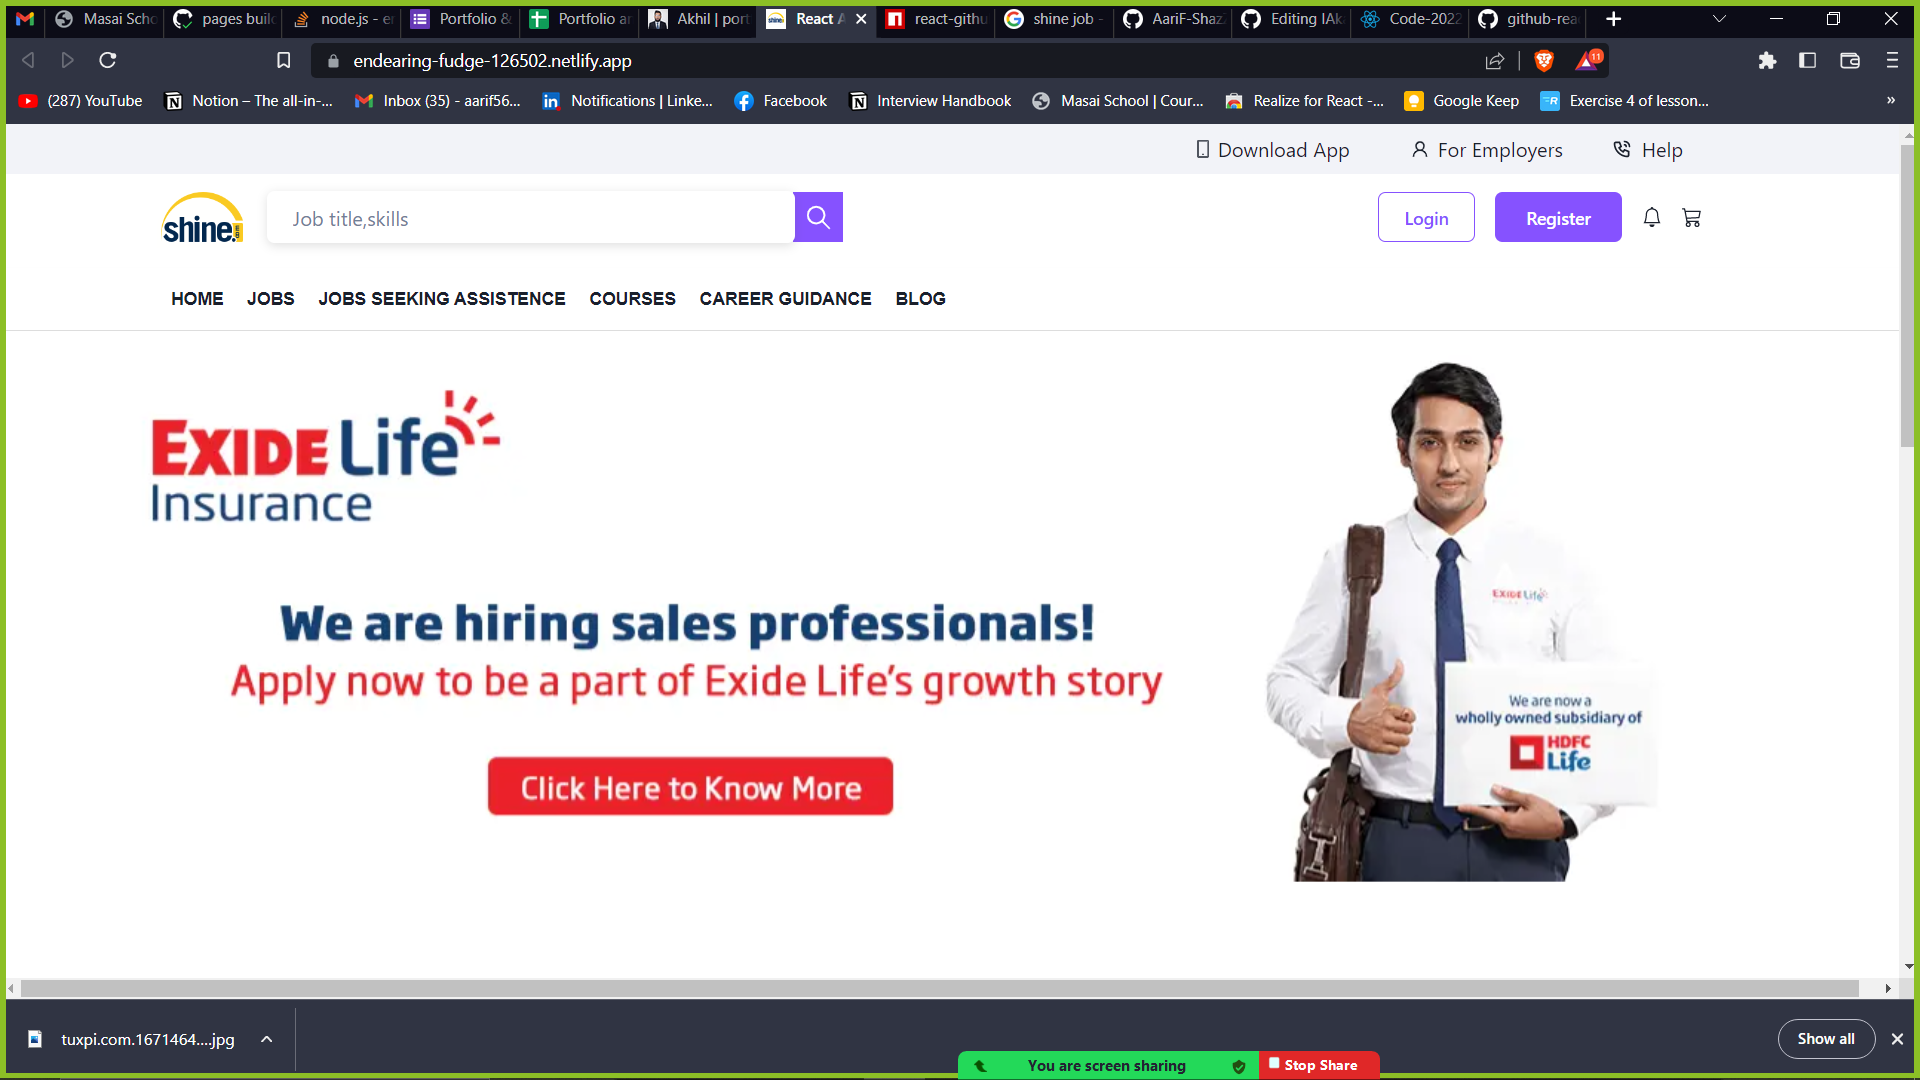 Masai Scho
pages buil
node.js - e
Portfolio &
Portfolio ar
Akhil | port
React A
react-githu
shine job -
AariF-Shaz
Editing IAk
Code-2022
github-rea
endearing-fudge-126502.netlify.app
11
(287) YouTube
Notion – The all-in-...
Inbox (35) - aarif56...
Notifications | Linke...
Facebook
Interview Handbook
Masai School | Cour...
Realize for React -...
Google Keep
Exercise 4 of lesson...
»
Download App
For Employers
Help
shine.
Job title,skills
Login
Register
HOME
JOBS
JOBS SEEKING ASSISTENCE
COURSES
CAREER GUIDANCE
BLOG
EXIDE Life
Insurance
We are hiring sales professionals!
Apply now to be a part of Exide Life's growth story
Click Here to Know More
EXIDE Life
We are now a
wholly owned subsidiary of
HDFC
Life
tuxpi.com.1671464....jpg
Show all
You are screen sharing
Stop Share